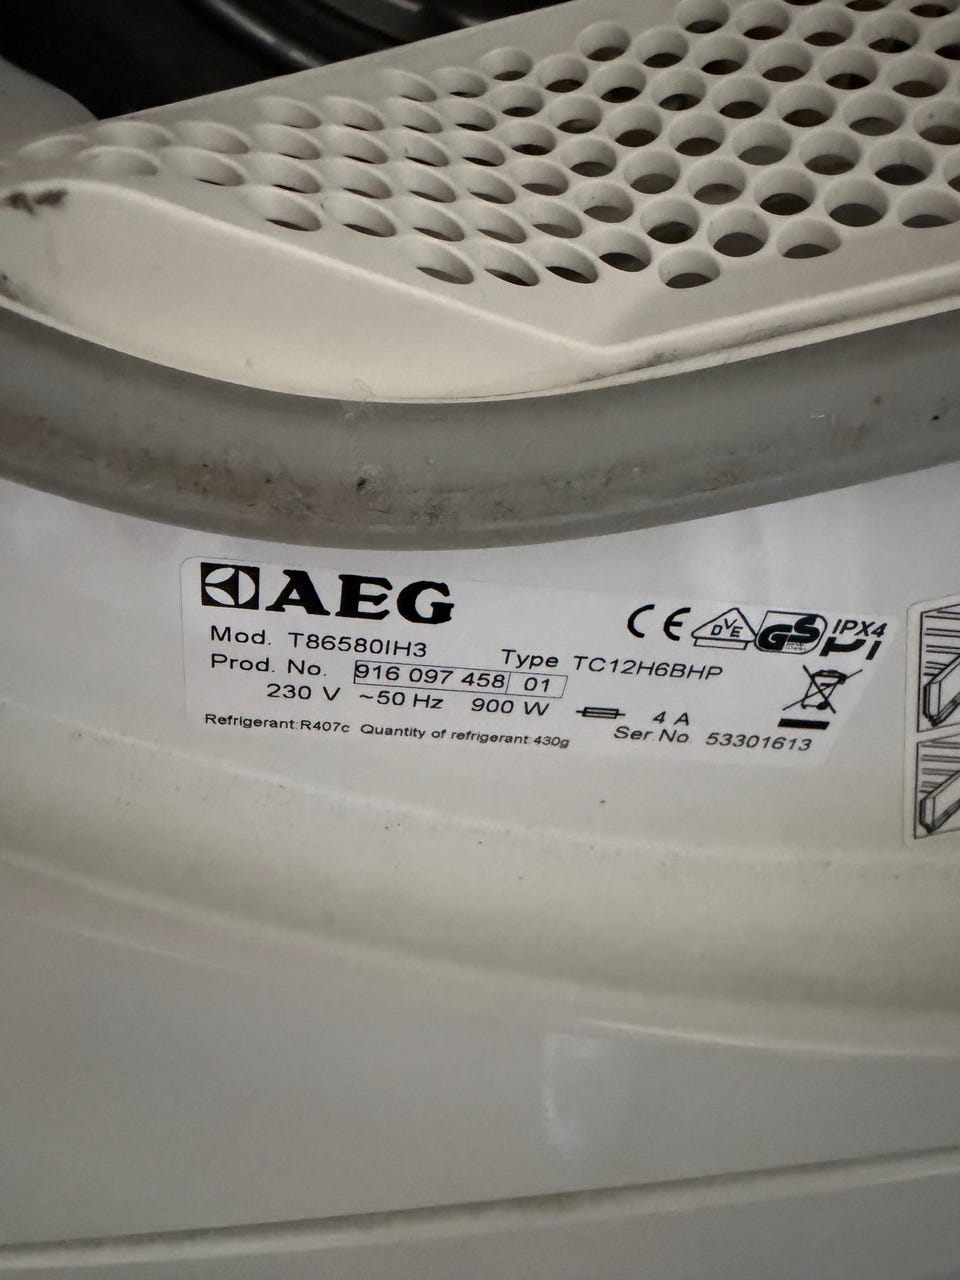 AEG
CE DVE GS IPX4
Mod. T86580IH3
Type TC12H6BHP
Prod. No. 916 097 458 01
230 V ~50 Hz 900 W 4 A
Refrigerant:R407c Quantity of refrigerant:430g
Ser.No. 53301613